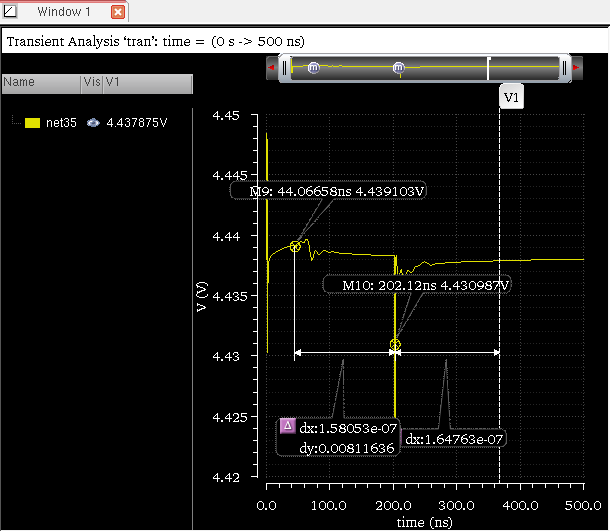 Window 1
Transient Analysis ‘tran’: time = (0 s -> 500 ns)
Name Vis V1
net35 4.437875V
m m
V1
4.45
4.445
4.44
4.435
4.43
4.425
4.42
V (V)
M9: 44.06658ns 4.439103V
M10: 202.12ns 4.430987V
Δ dx:1.58053e-07
dy:0.00811636
dx:1.64763e-07
0.0 100.0 200.0 300.0 400.0 500.0
time (ns)